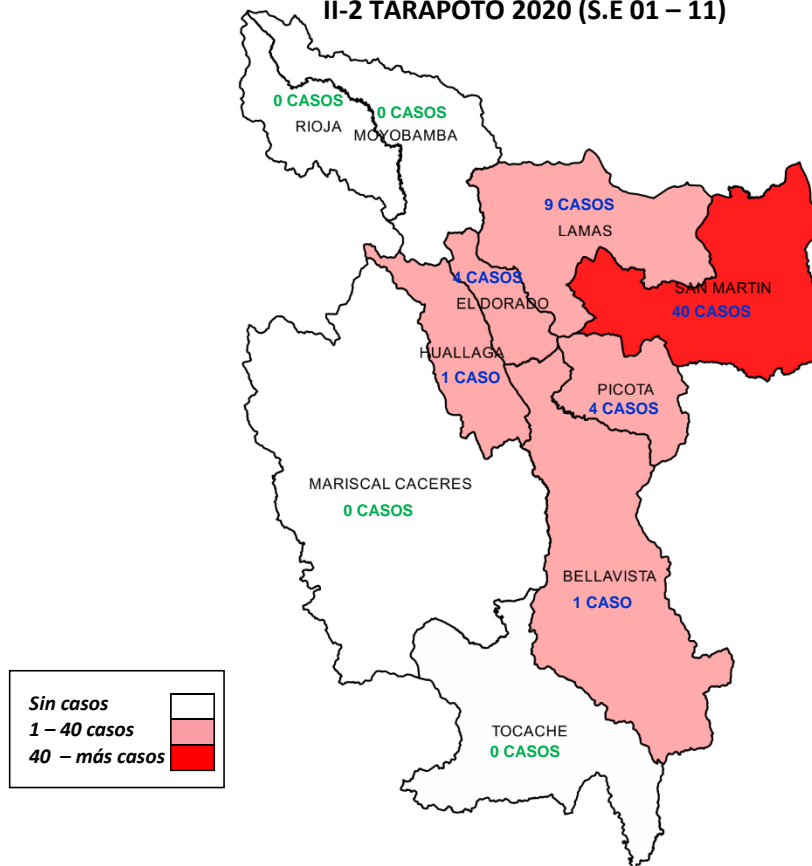 II-2 TARAPOTO 2020 (S.E 01 – 11)
0 CASOS
RIOJA
0 CASOS
MOYOBAMBA
9 CASOS
LAMAS
4 CASOS
EL DORADO
SAN MARTIN
40 CASOS
HUALLAGA
1 CASO
PICOTA
4 CASOS
MARISCAL CACERES
0 CASOS
BELLAVISTA
1 CASO
TOCACHE
0 CASOS
Sin casos
1 – 40 casos
40 – más casos